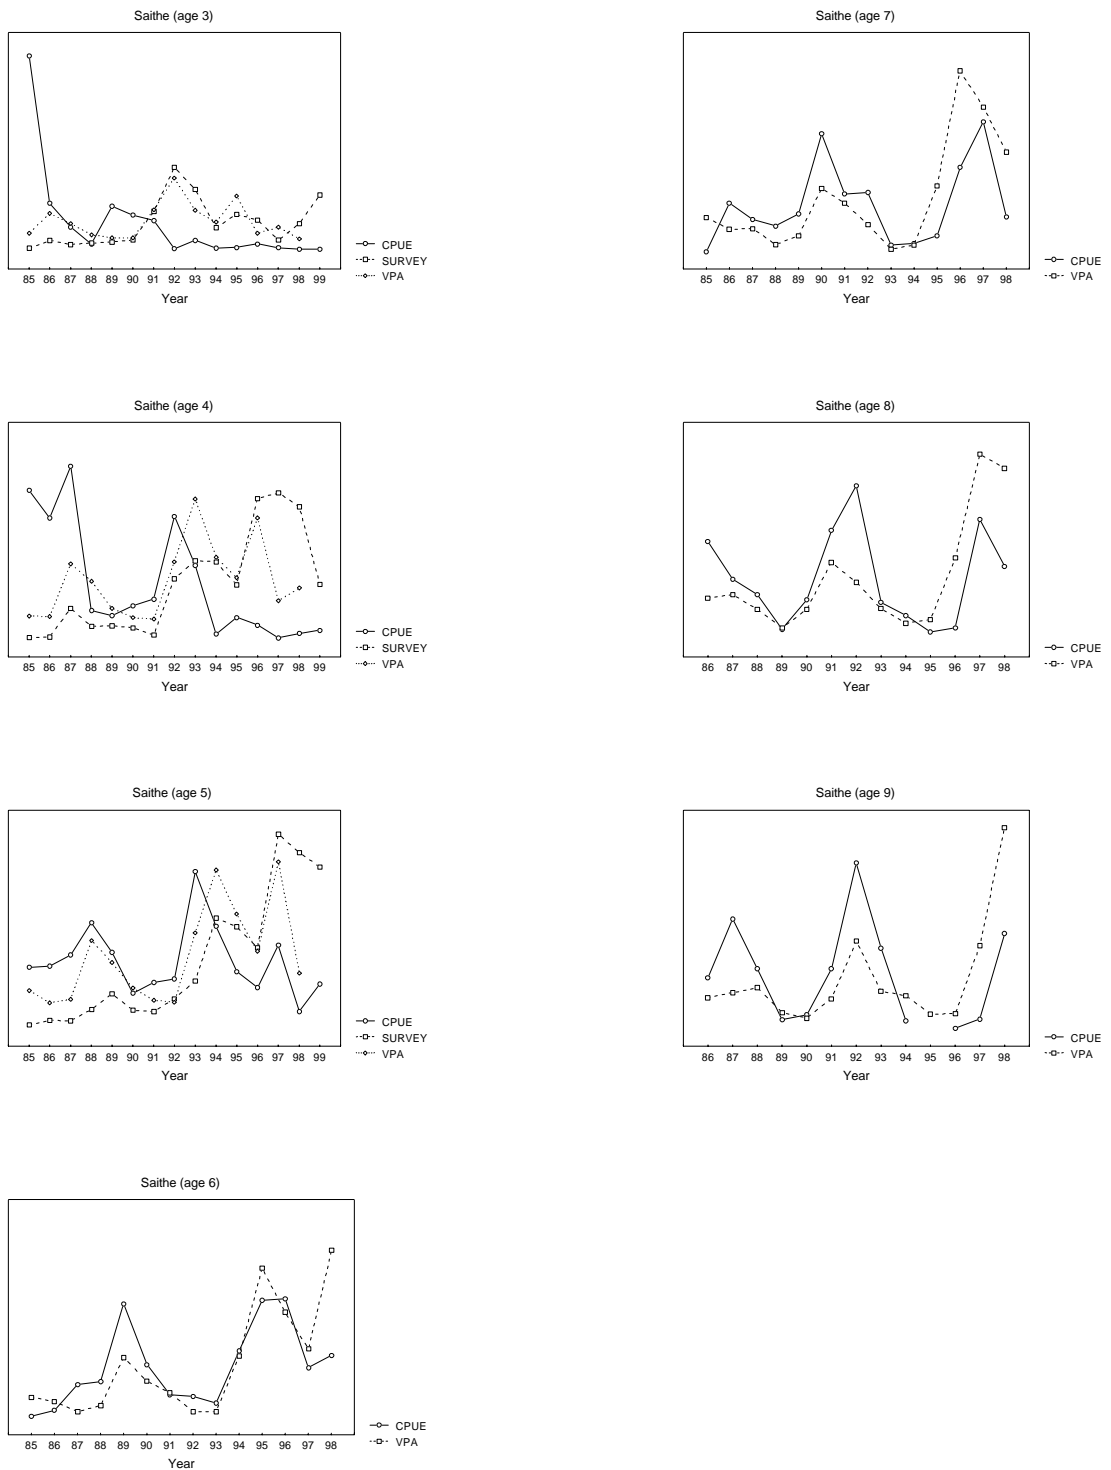 Saithe (age 3)
CPUE
SURVEY
VPA
85 86 87 88 89 90 91 92 93 94 95 96 97 98 99
Year
Saithe (age 4)
CPUE
SURVEY
VPA
85 86 87 88 89 90 91 92 93 94 95 96 97 98 99
Year
Saithe (age 5)
CPUE
SURVEY
VPA
85 86 87 88 89 90 91 92 93 94 95 96 97 98 99
Year
Saithe (age 6)
CPUE
VPA
85 86 87 88 89 90 91 92 93 94 95 96 97 98
Year
Saithe (age 7)
CPUE
VPA
85 86 87 88 89 90 91 92 93 94 95 96 97 98
Year
Saithe (age 8)
CPUE
VPA
86 87 88 89 90 91 92 93 94 95 96 97 98
Year
Saithe (age 9)
CPUE
VPA
86 87 88 89 90 91 92 93 94 95 96 97 98
Year